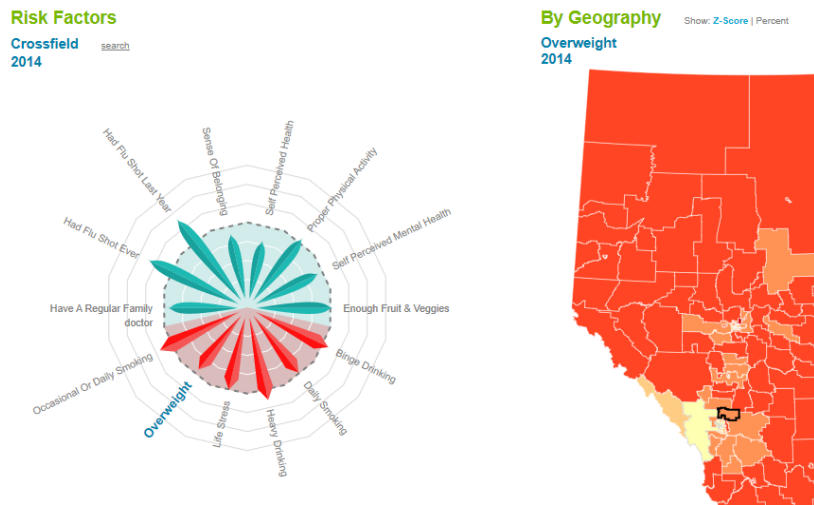 Risk Factors
Crossfield
search
2014
Had Flu Shot Last Year
Sense Of Belonging
Self Perceived Health
Proper Physical Activity
Had Flu Shot Ever
Self Perceived Mental Health
Have A Regular Family
doctor
Enough Fruit & Veggies
Occasional Or Daily Smoking
Overweight
Life Stress
Heavy Drinking
Daily Smoking
Binge Drinking
By Geography
Show: Z-Score | Percent
Overweight
2014